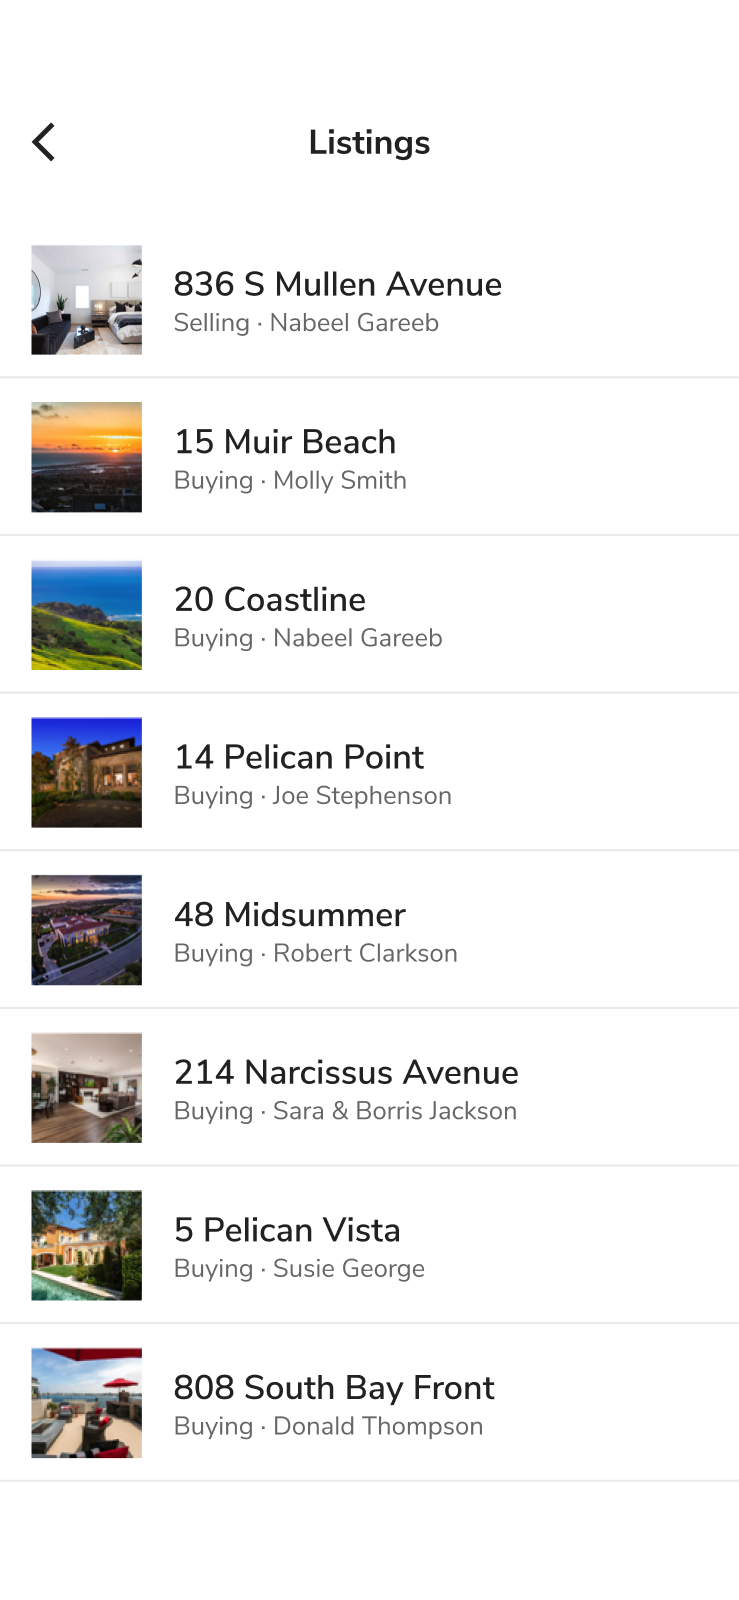 Listings
836 S Mullen Avenue
Selling · Nabeel Gareeb
15 Muir Beach
Buying · Molly Smith
20 Coastline
Buying · Nabeel Gareeb
14 Pelican Point
Buying · Joe Stephenson
48 Midsummer
Buying · Robert Clarkson
214 Narcissus Avenue
Buying · Sara & Borris Jackson
5 Pelican Vista
Buying · Susie George
808 South Bay Front
Buying · Donald Thompson